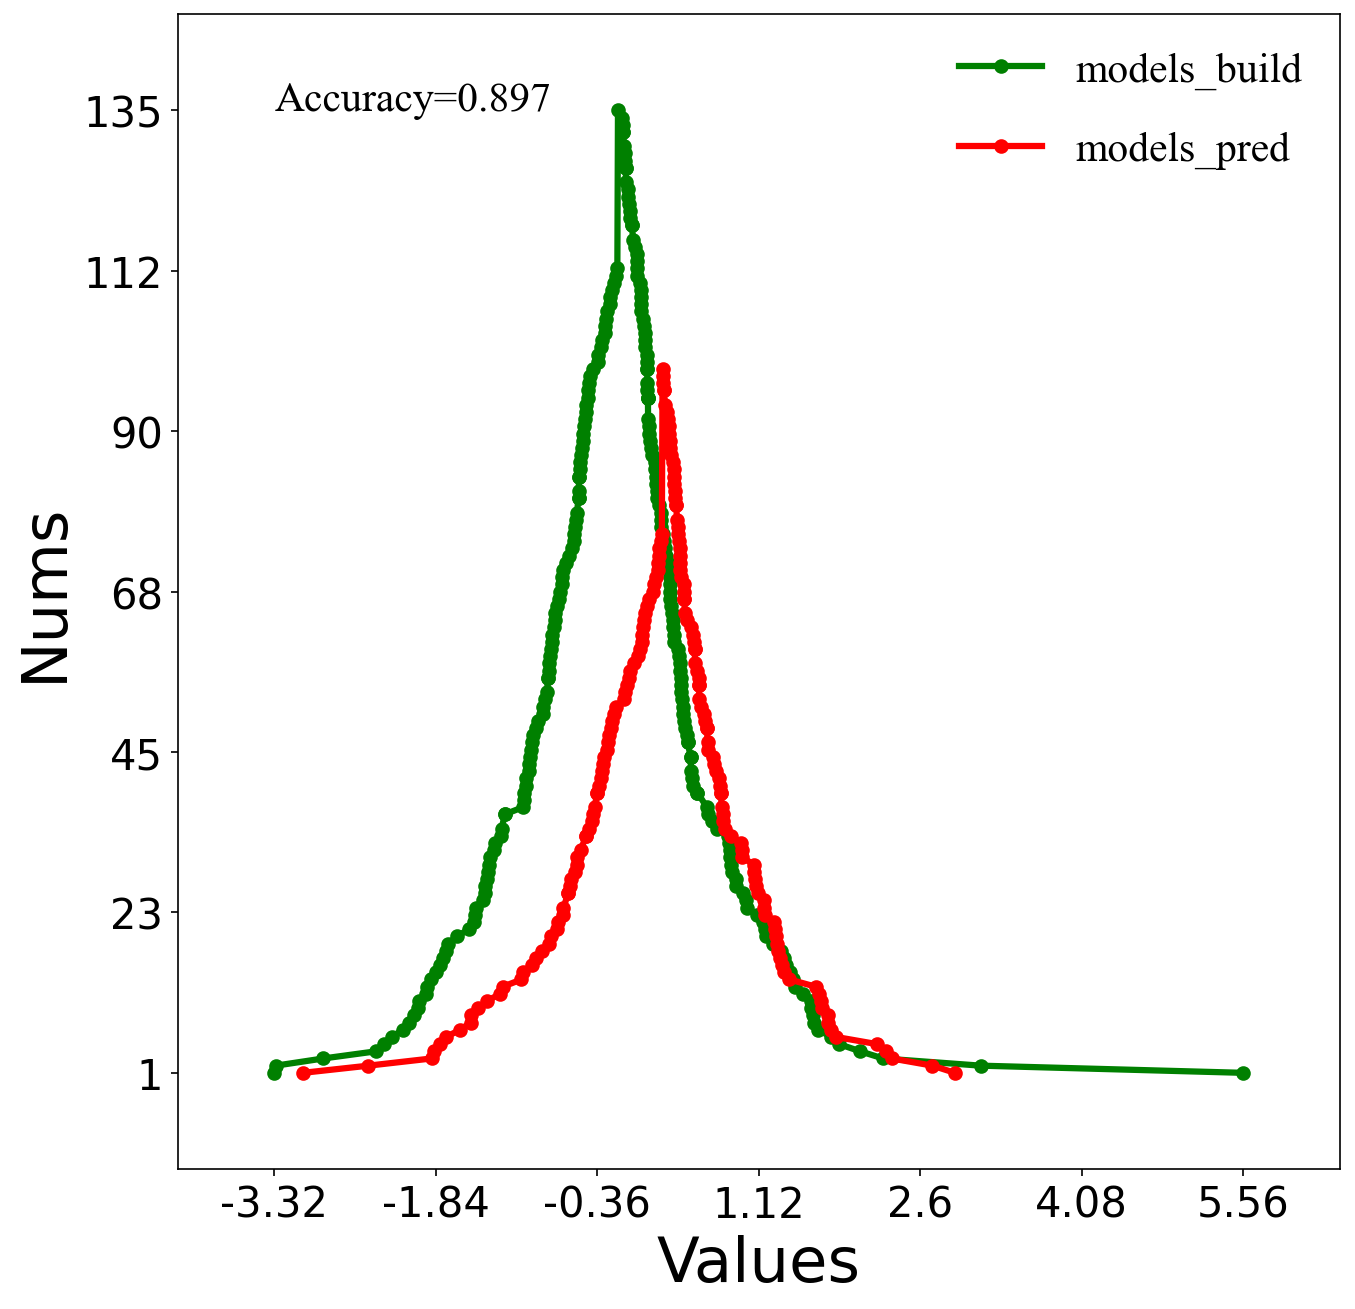 Accuracy=0.897
models_build
models_pred
135
112
90
68
45
23
1
Nums
-3.32 -1.84 -0.36 1.12 2.6 4.08 5.56
Values